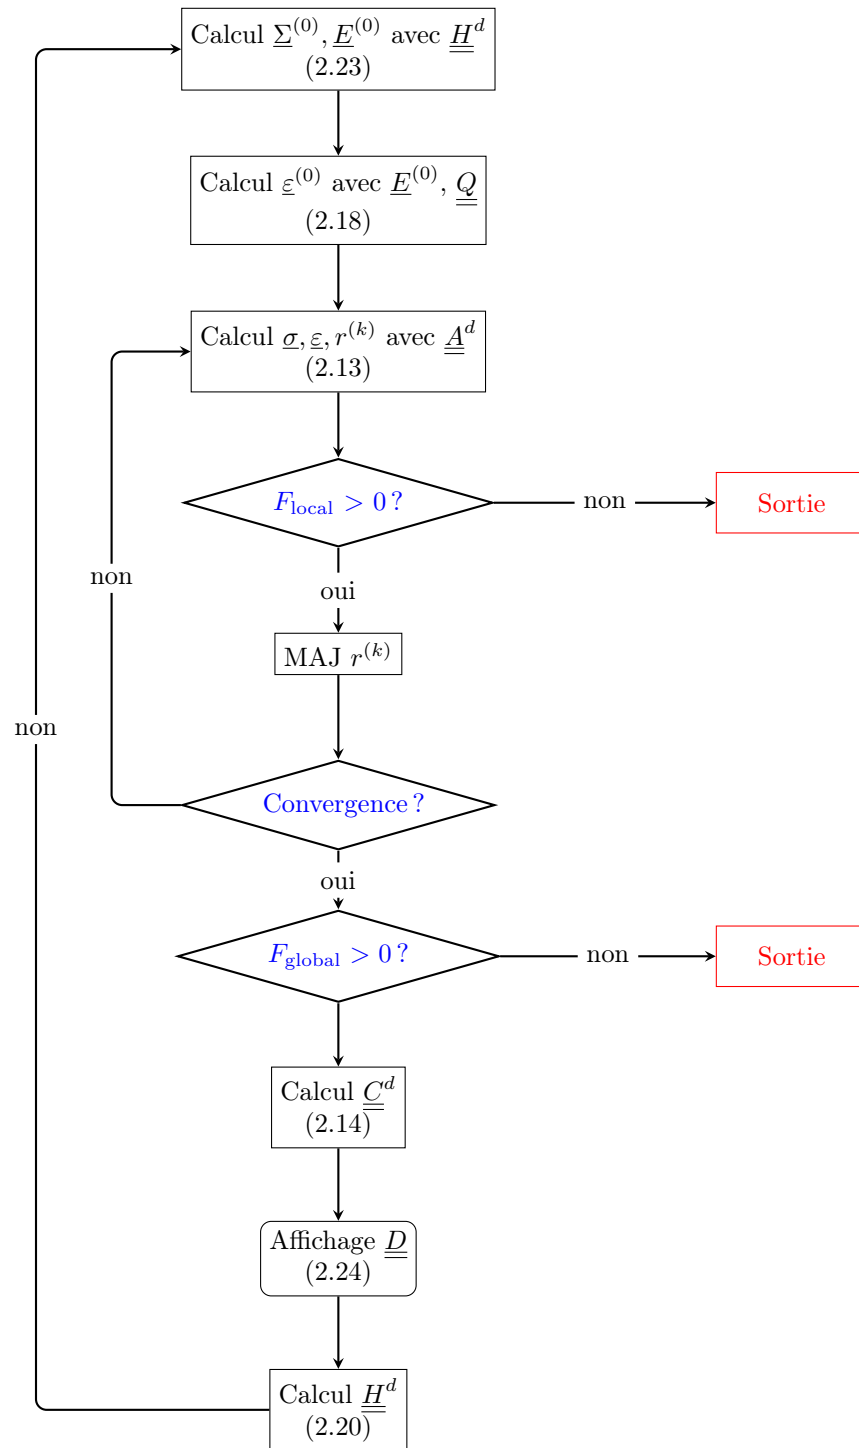 Calcul Σ̲^(0), E̲^(0) avec H̳^d
(2.23)
Calcul ε̲^(0) avec E̲^(0), Q̳
(2.18)
Calcul σ̲, ε̲, r^(k) avec A̳^d
(2.13)
F_local > 0 ?
non
Sortie
non
oui
MAJ r^(k)
non
Convergence ?
oui
F_global > 0 ?
non
Sortie
Calcul C̳^d
(2.14)
Affichage D̳
(2.24)
Calcul H̳^d
(2.20)